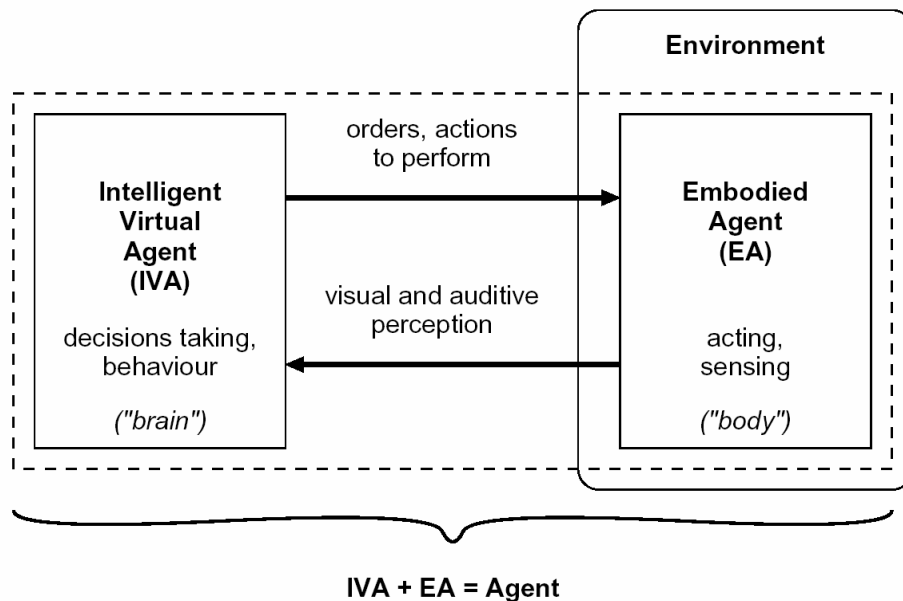 Environment
orders, actions
to perform
Intelligent
Virtual
Agent
(IVA)
decisions taking,
behaviour
("brain")
visual and auditive
perception
Embodied
Agent
(EA)
acting,
sensing
("body")
IVA + EA = Agent